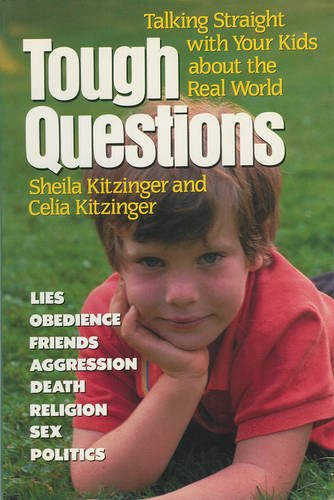 Talking Straight
with Your Kids
about the
Real World
Tough
Questions
Sheila Kitzinger and
Celia Kitzinger
LIES
OBEDIENCE
FRIENDS
AGGRESSION
DEATH
RELIGION
SEX
POLITICS